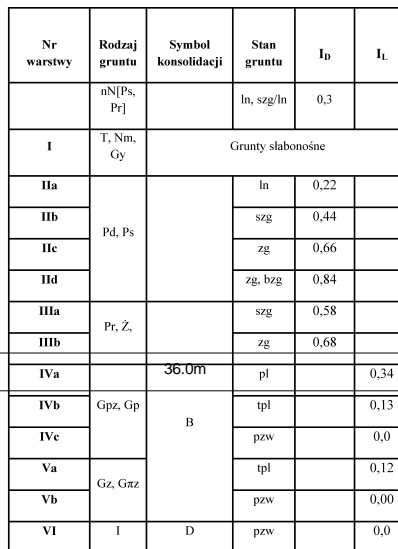 Nr warstwy Rodzaj gruntu Symbol konsolidacji Stan gruntu I_D I_L
nN[Ps, Pr] ln, szg/ln 0,3
I T, Nm, Gy Grunty słabonośne
IIa Pd, Ps ln 0,22
IIb szg 0,44
IIc zg 0,66
IId zg, bzg 0,84
IIIa Pr, Ż, szg 0,58
IIIb zg 0,68
36.0m
IVa pl 0,34
IVb Gpz, Gp B tpl 0,13
IVc pzw 0,0
Va Gz, Gπz tpl 0,12
Vb pzw 0,00
VI I D pzw 0,0